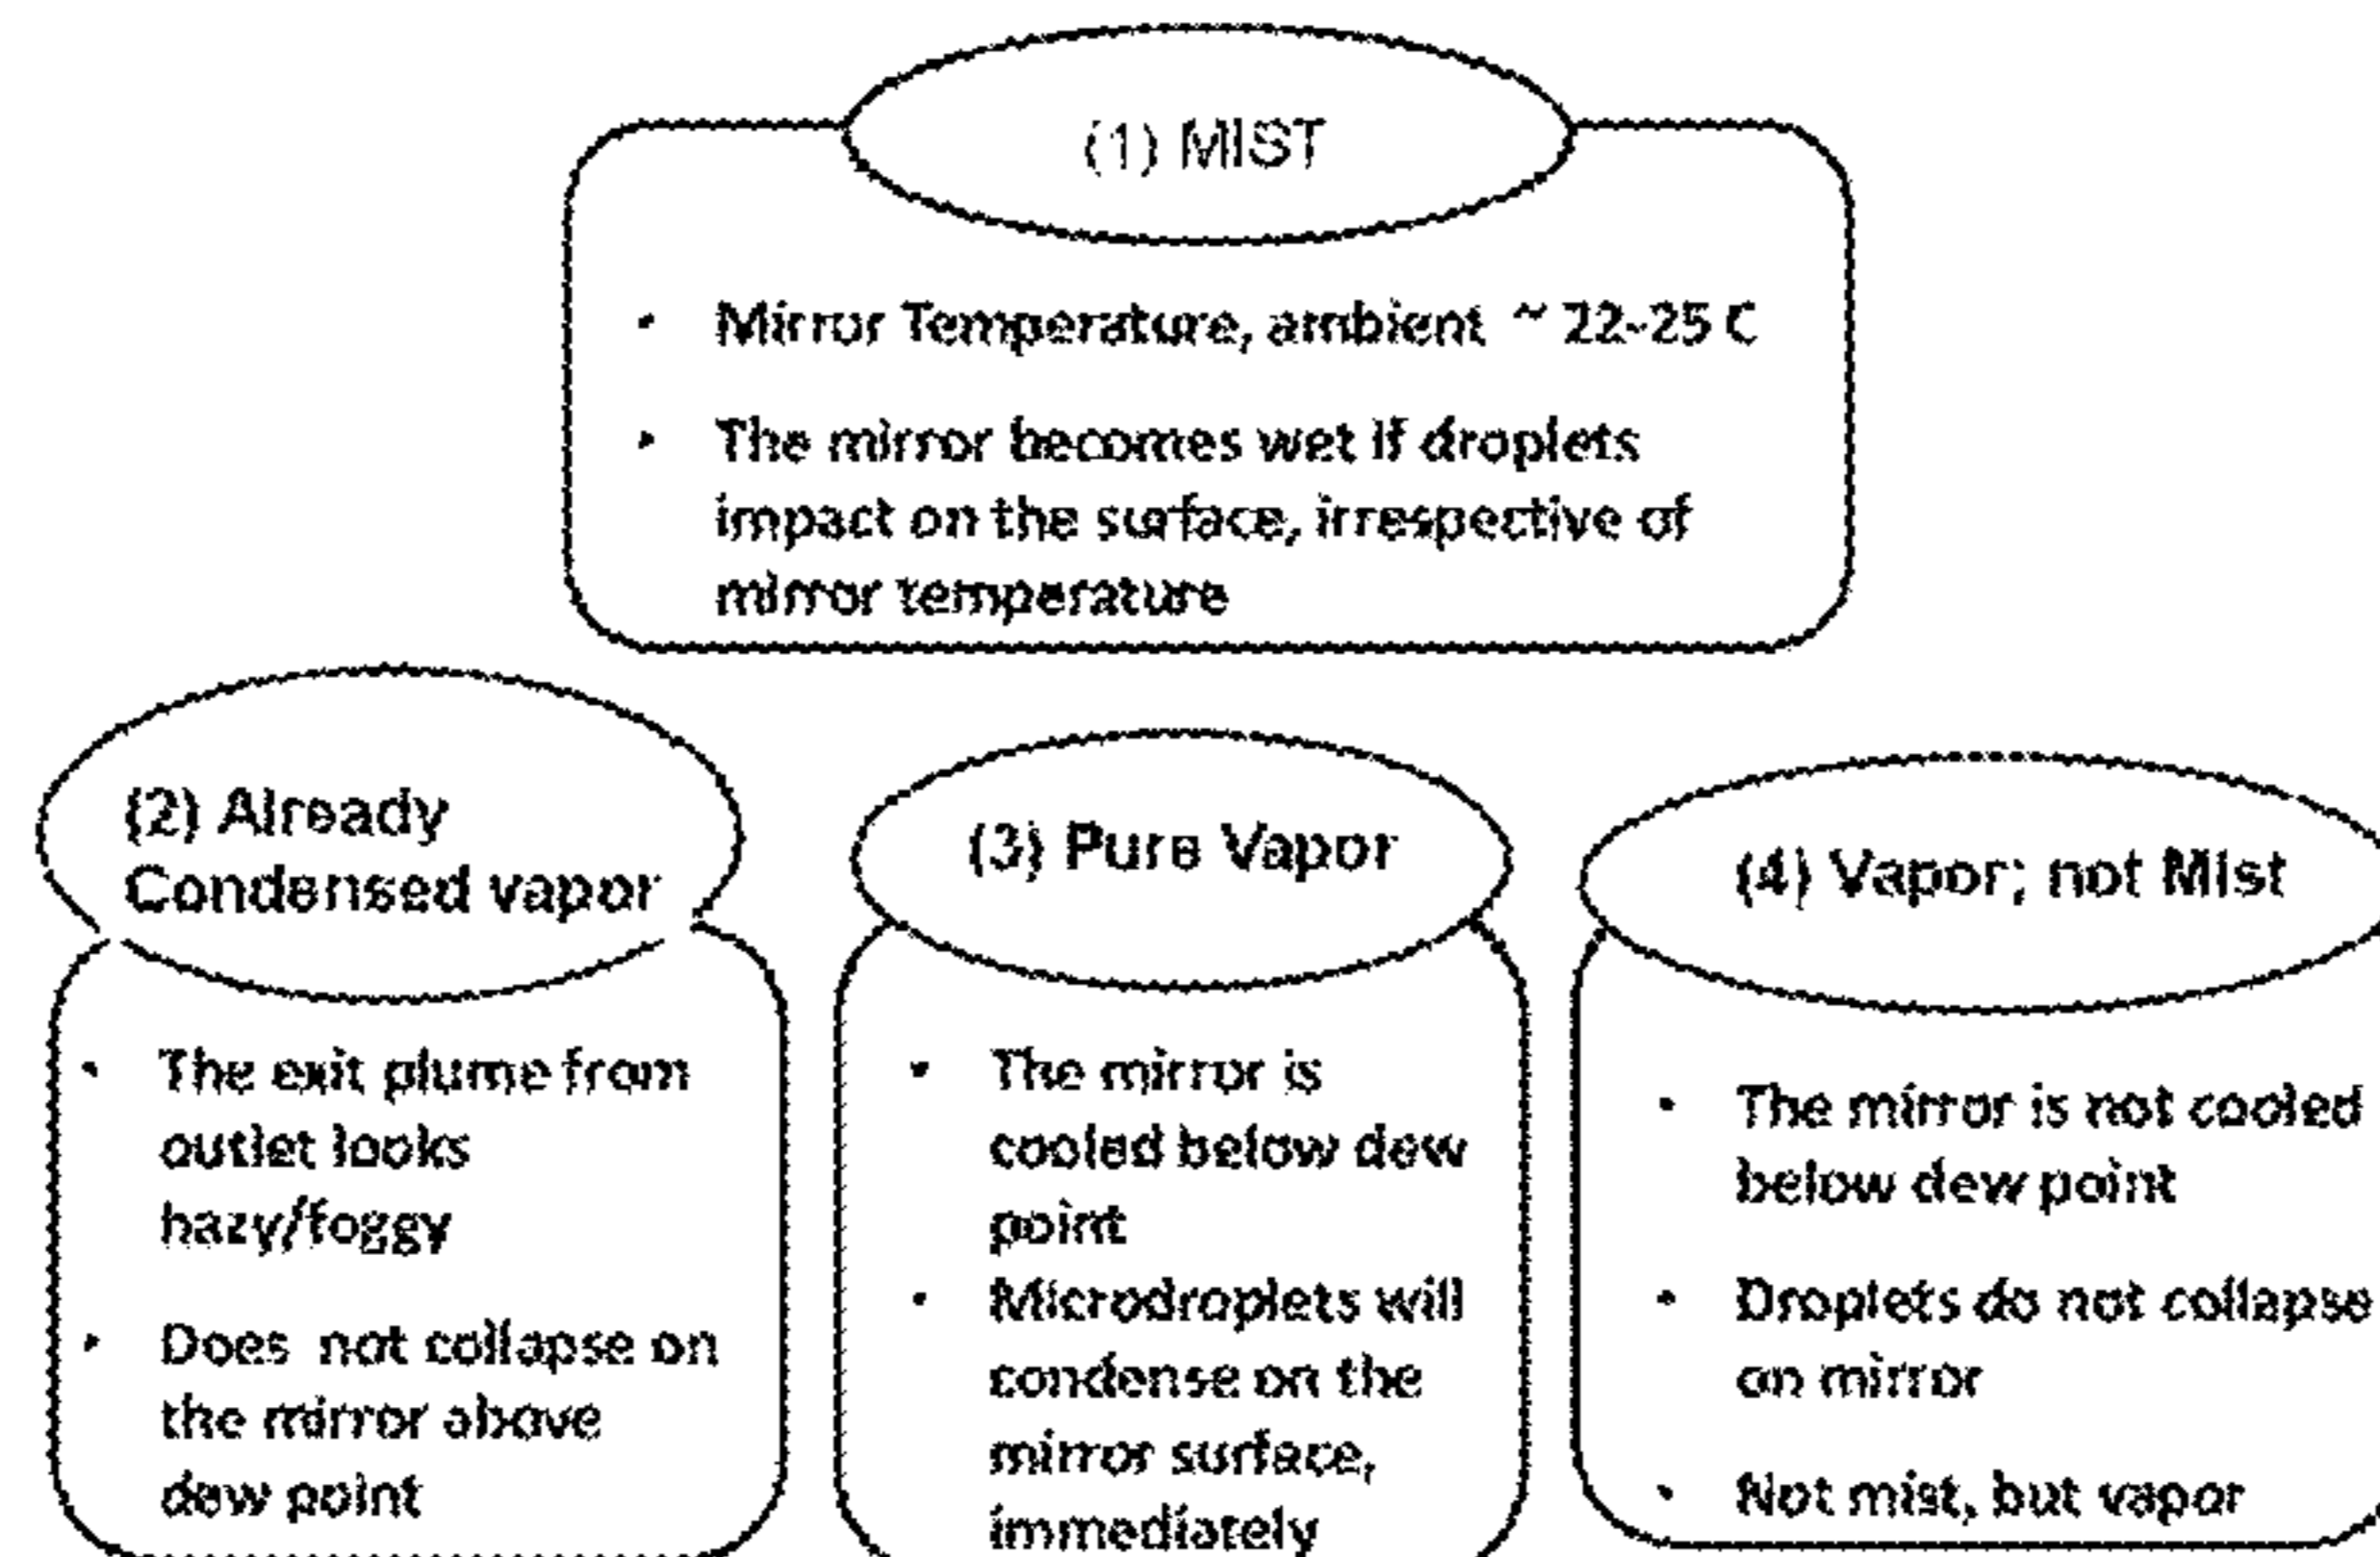 (1) MIST
• Mirror Temperature, ambient ~ 22-25 C
• The mirror becomes wet if droplets
impact on the surface, irrespective of
mirror temperature
(2) Already
Condensed vapor
• The exit plume from
outlet looks
hazy/foggy
• Does not collapse on
the mirror above
dew point
(3) Pure Vapor
• The mirror is
cooled below dew
point
• Microdroplets will
condense on the
mirror surface,
immediately
(4) Vapor; not Mist
• The mirror is not cooled
below dew point
• Droplets do not collapse
on mirror
• Not mist, but vapor